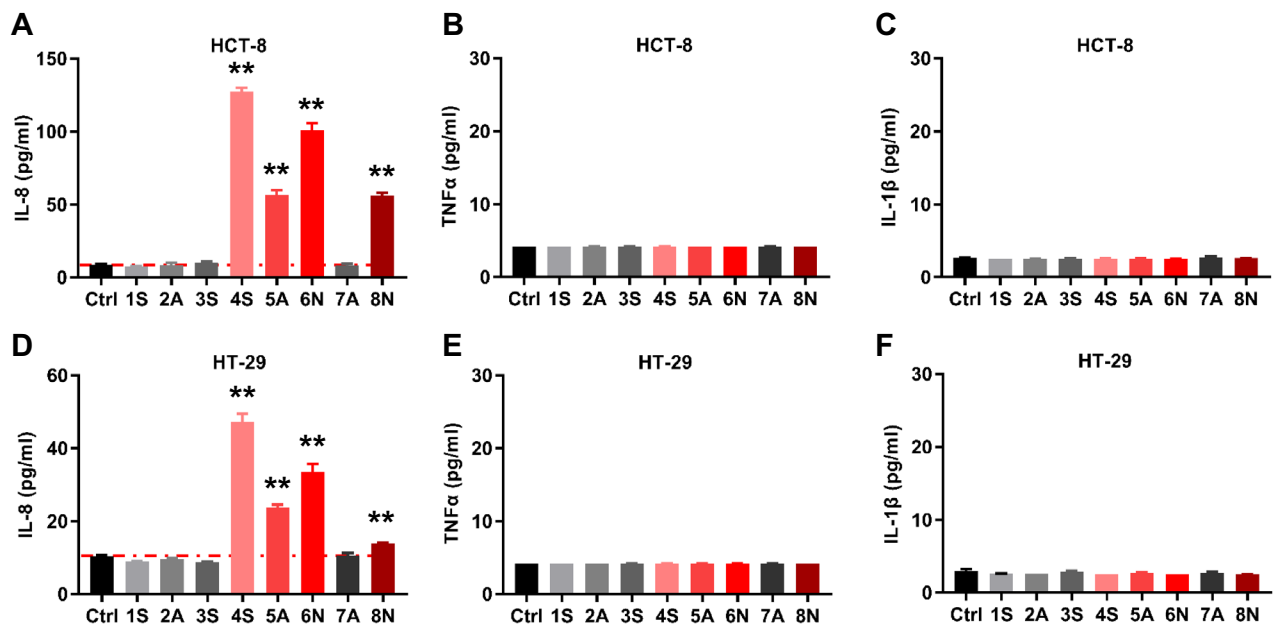 A
HCT-8
IL-8 (pg/ml)
150
100
50
0
** ** ** **
Ctrl 1S 2A 3S 4S 5A 6N 7A 8N
B
HCT-8
TNFα (pg/ml)
30
20
10
0
Ctrl 1S 2A 3S 4S 5A 6N 7A 8N
C
HCT-8
IL-1β (pg/ml)
30
20
10
0
Ctrl 1S 2A 3S 4S 5A 6N 7A 8N
D
HT-29
IL-8 (pg/ml)
60
40
20
0
** ** ** **
Ctrl 1S 2A 3S 4S 5A 6N 7A 8N
E
HT-29
TNFα (pg/ml)
30
20
10
0
Ctrl 1S 2A 3S 4S 5A 6N 7A 8N
F
HT-29
IL-1β (pg/ml)
30
20
10
0
Ctrl 1S 2A 3S 4S 5A 6N 7A 8N